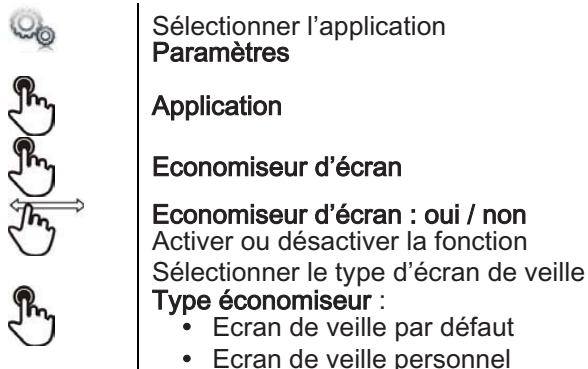 Sélectionner l’application
Paramètres
Application
Economiseur d’écran
Economiseur d’écran : oui / non
Activer ou désactiver la fonction
Sélectionner le type d’écran de veille
Type économiseur :
• Ecran de veille par défaut
• Ecran de veille personnel